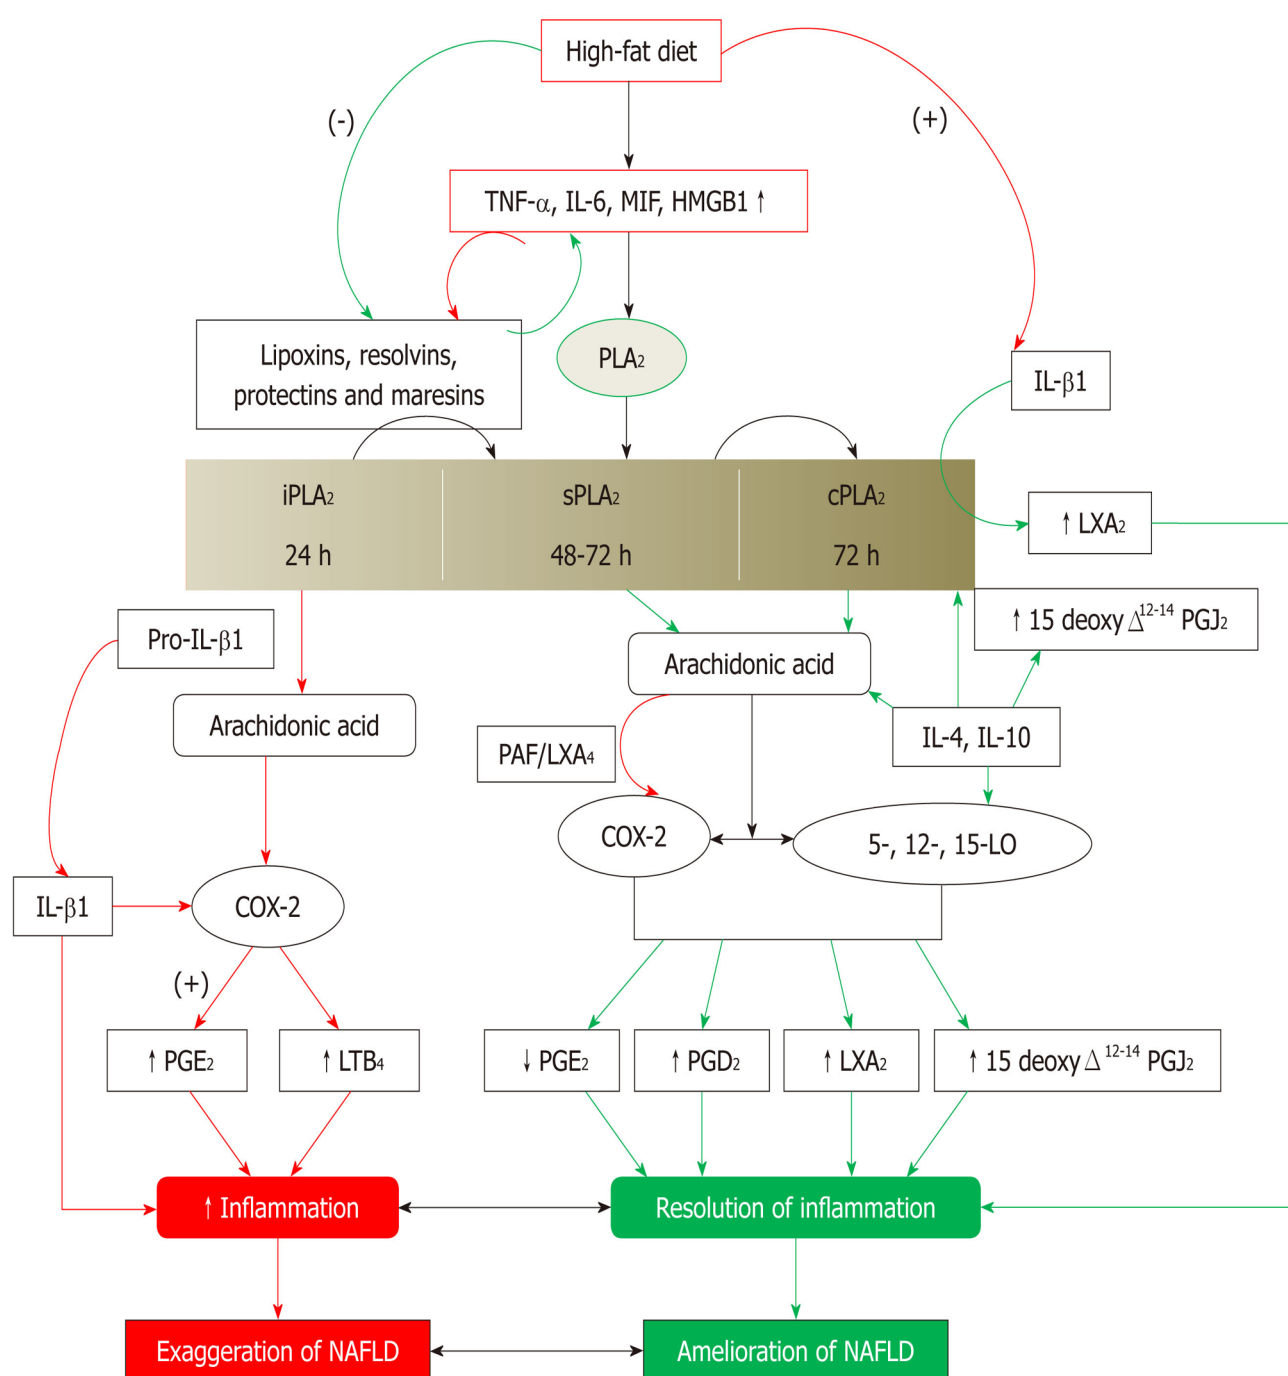 High-fat diet
(-)
(+)
TNF-α, IL-6, MIF, HMGB1 ↑
Lipoxins, resolvins,
protectins and maresins
PLA₂
IL-β1
iPLA₂
24 h
sPLA₂
48-72 h
cPLA₂
72 h
↑ LXA₂
Pro-IL-β1
↑ 15 deoxy Δ¹²⁻¹⁴ PGJ₂
Arachidonic acid
Arachidonic acid
IL-4, IL-10
PAF/LXA₄
COX-2
5-, 12-, 15-LO
IL-β1
COX-2
(+)
↑ PGE₂
↑ LTB₄
↓ PGE₂
↑ PGD₂
↑ LXA₂
↑ 15 deoxy Δ ¹²⁻¹⁴ PGJ₂
↑ Inflammation
Resolution of inflammation
Exaggeration of NAFLD
Amelioration of NAFLD